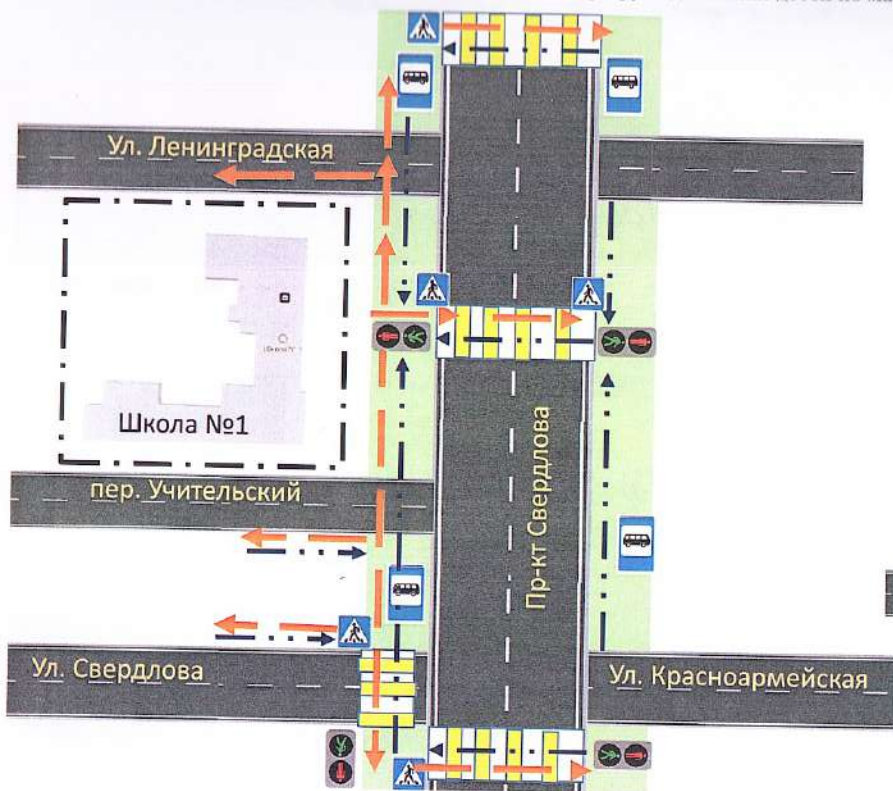 Ул. Ленинградская
Школа №1
пер. Учительский
Пр-кт Свердлова
Ул. Свердлова
Ул. Красноармейская